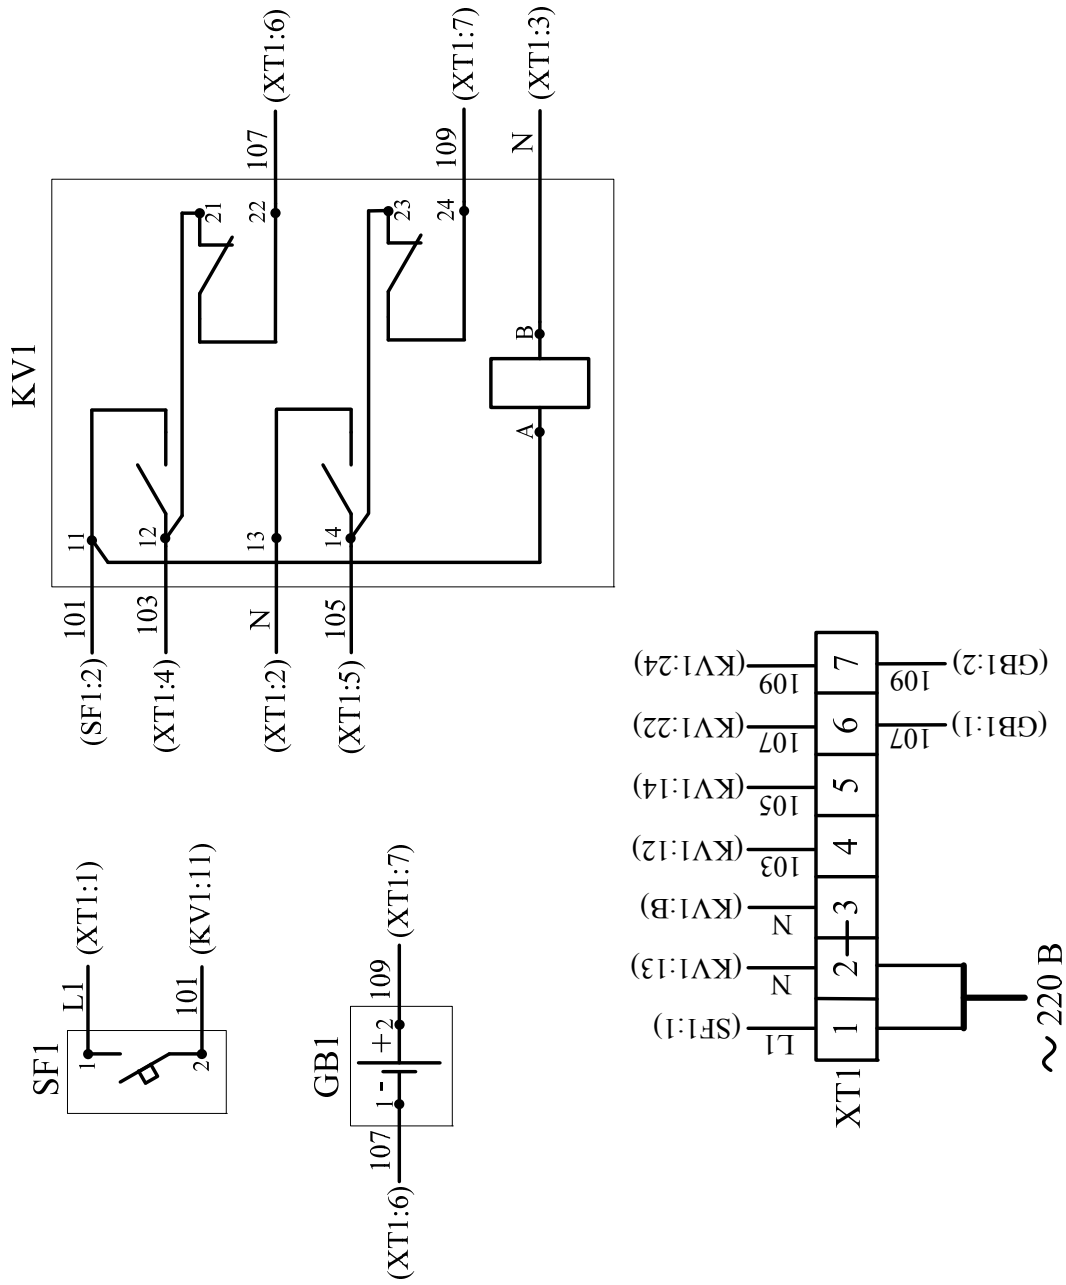 KV1
101
(SF1:2)
11
103
(XT1:4)
12
N
(XT1:2)
13
105
(XT1:5)
14
21
22
107
(XT1:6)
23
24
109
(XT1:7)
A
B
N
(XT1:3)
SF1
1
L1
(XT1:1)
2
101
(KV1:11)
GB1
(XT1:6)
107
1
-
+
2
109
(XT1:7)
XT1
1
2
3
4
5
6
7
L1
(SF1:1)
N
(KV1:13)
N
(KV1:B)
103
(KV1:12)
105
(KV1:14)
107
(KV1:22)
109
(KV1:24)
107
(GB1:1)
109
(GB1:2)
~ 220 В